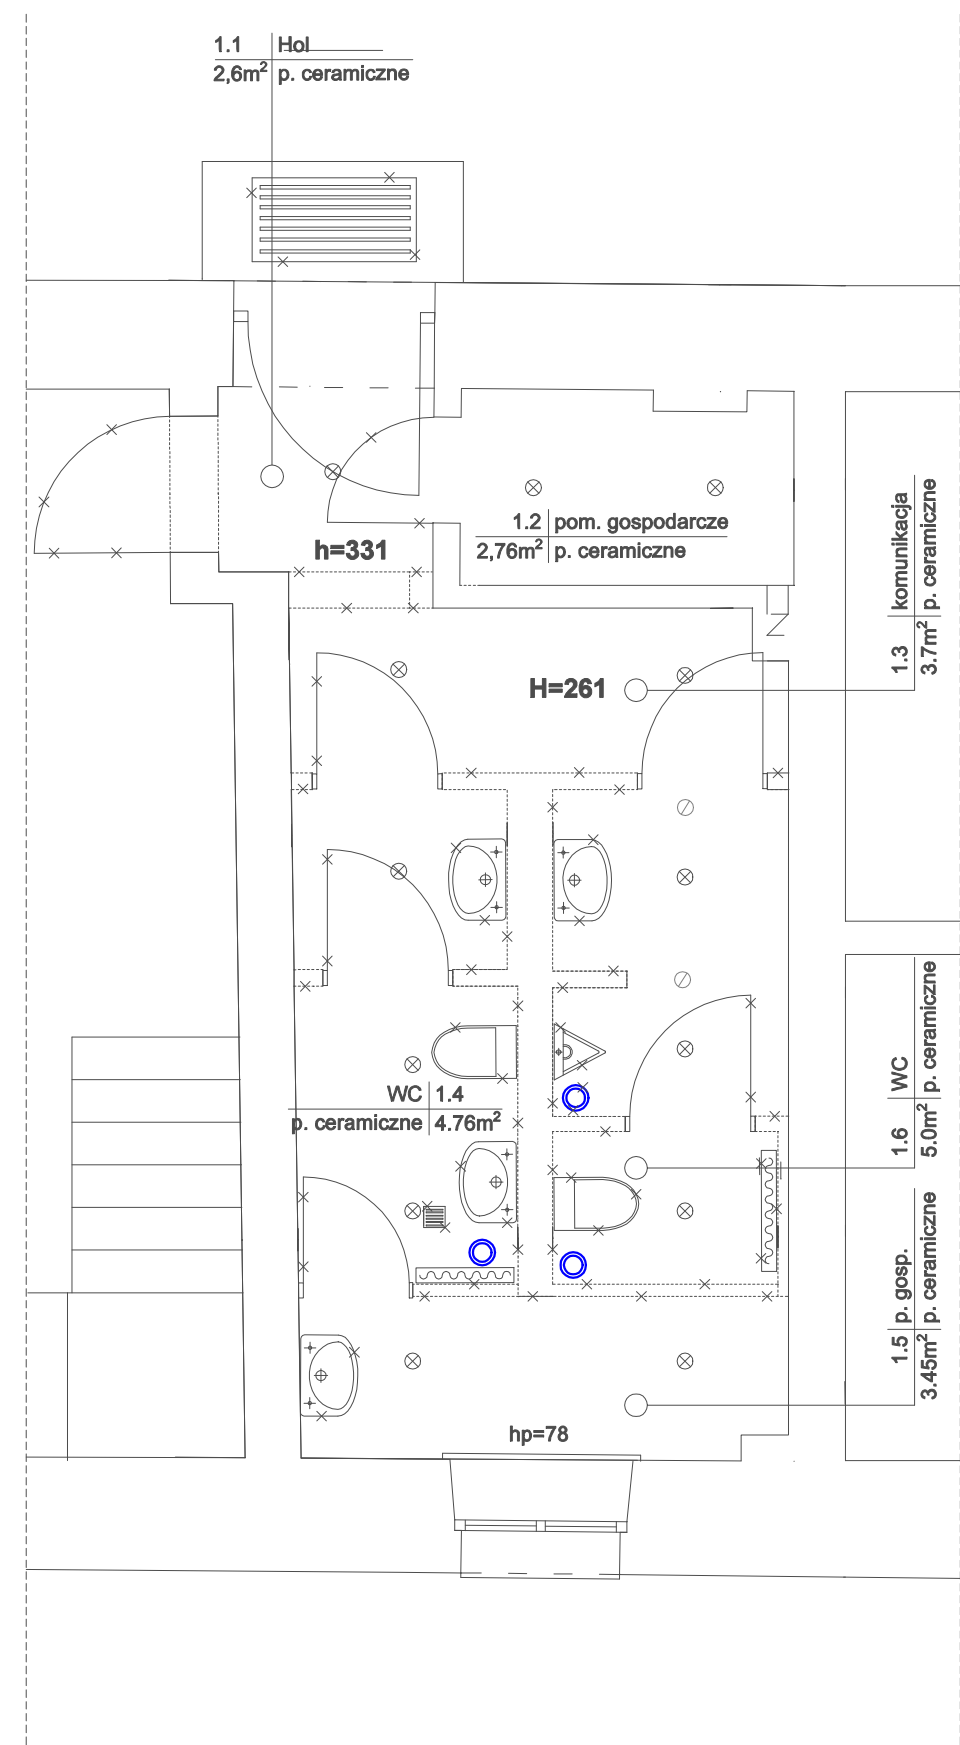 1.1 Hol
2,6m² p. ceramiczne
h=331
1.2 pom. gospodarcze
2,76m² p. ceramiczne
1.3 komunikacja
3.7m² p. ceramiczne
H=261
WC 1.4
p. ceramiczne 4.76m²
1.6 WC
5.0m² p. ceramiczne
1.5 p. gosp.
3.45m² p. ceramiczne
hp=78